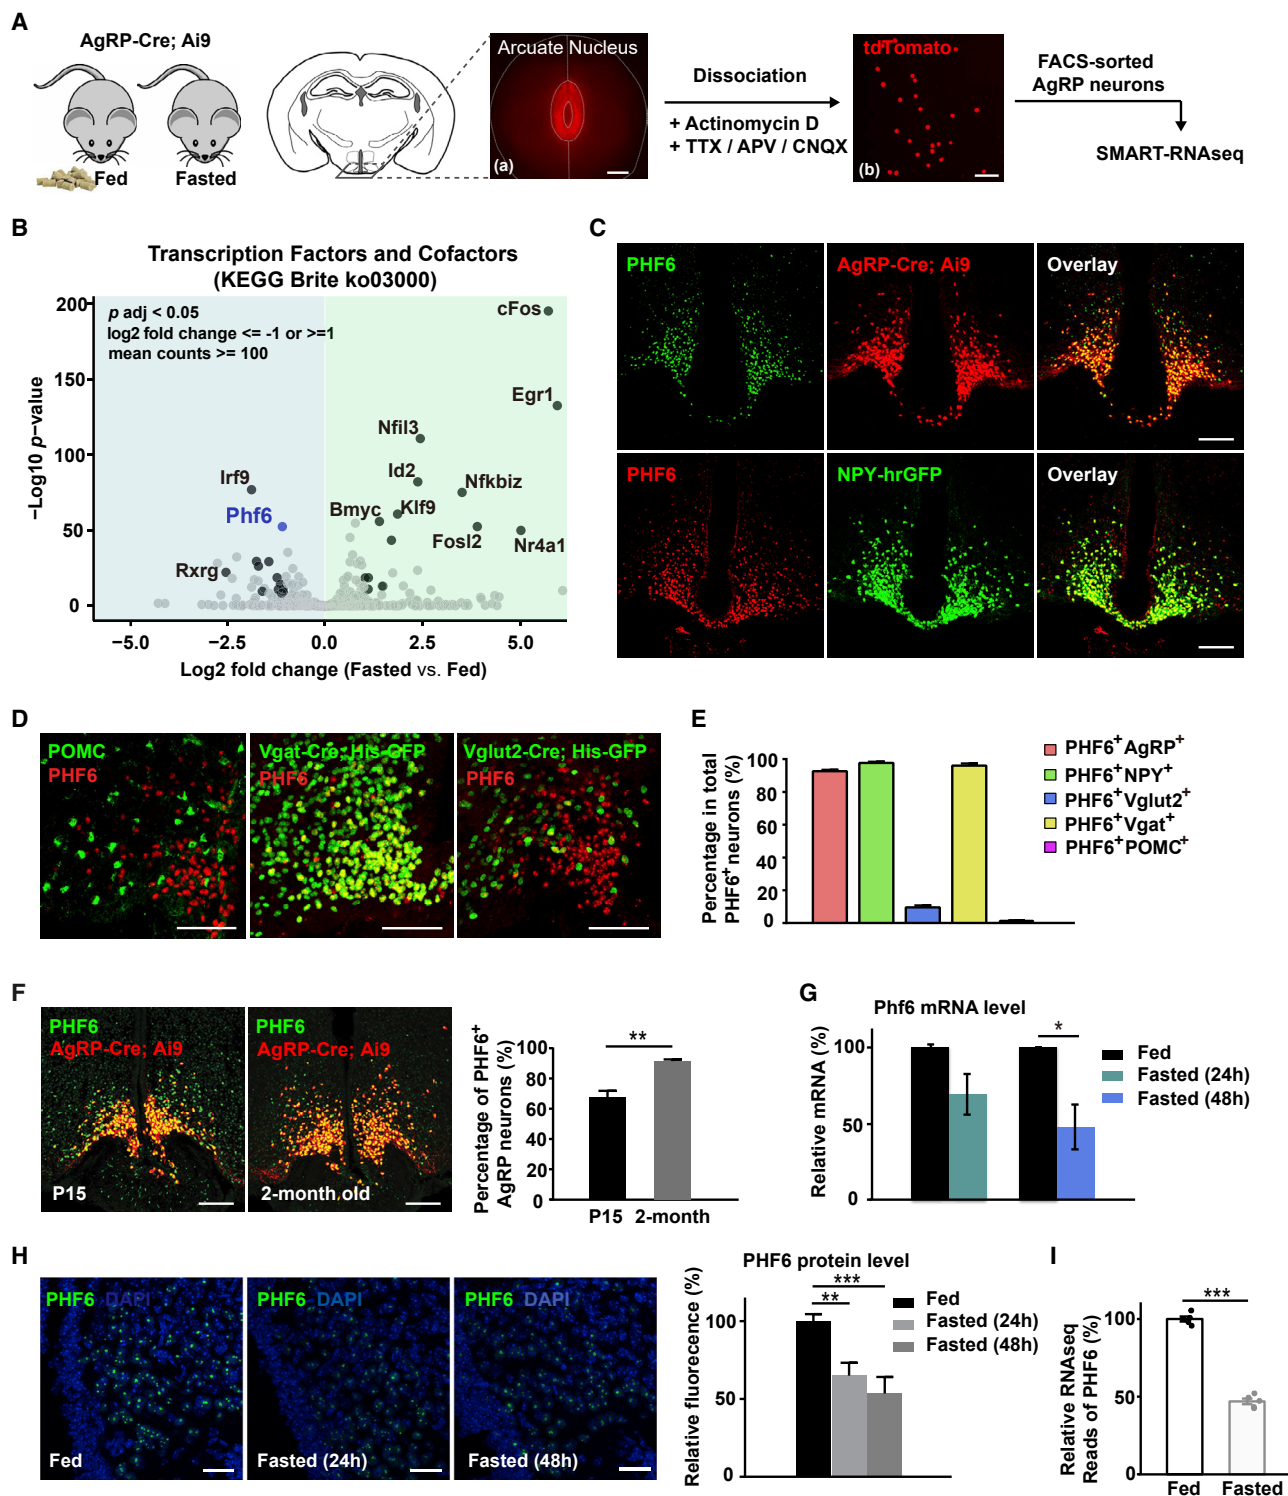 A
AgRP-Cre; Ai9
Fed
Fasted
Arcuate Nucleus
(a)
Dissociation
+ Actinomycin D
+ TTX / APV / CNQX
tdTomato
(b)
FACS-sorted
AgRP neurons
SMART-RNAseq
B
Transcription Factors and Cofactors
(KEGG Brite ko03000)
p adj < 0.05
log2 fold change <= -1 or >=1
mean counts >= 100
−Log10 p−value
200
150
100
50
0
cFos
Egr1
Nfil3
Id2
Nfkbiz
Irf9
Phf6
Bmyc
Klf9
Fosl2
Nr4a1
Rxrg
−5.0
−2.5
0.0
2.5
5.0
Log2 fold change (Fasted vs. Fed)
C
PHF6
AgRP-Cre; Ai9
Overlay
PHF6
NPY-hrGFP
Overlay
D
POMC
PHF6
Vgat-Cre; His-GFP
PHF6
Vglut2-Cre; His-GFP
PHF6
E
Percentage in total
PHF6+ neurons (%)
100
80
60
40
20
0
PHF6+AgRP+
PHF6+NPY+
PHF6+Vglut2+
PHF6+Vgat+
PHF6+POMC+
F
PHF6
AgRP-Cre; Ai9
P15
PHF6
AgRP-Cre; Ai9
2-month old
Percentage of PHF6+
AgRP neurons (%)
100
80
60
40
20
0
**
P15
2-month
G
Phf6 mRNA level
Relative mRNA (%)
100
50
0
*
Fed
Fasted (24h)
Fasted (48h)
H
PHF6 DAPI
Fed
PHF6 DAPI
Fasted (24h)
PHF6 DAPI
Fasted (48h)
PHF6 protein level
Relative fluorecence (%)
100
50
0
***
**
Fed
Fasted (24h)
Fasted (48h)
I
Relative RNAseq
Reads of PHF6 (%)
100
50
0
***
Fed
Fasted